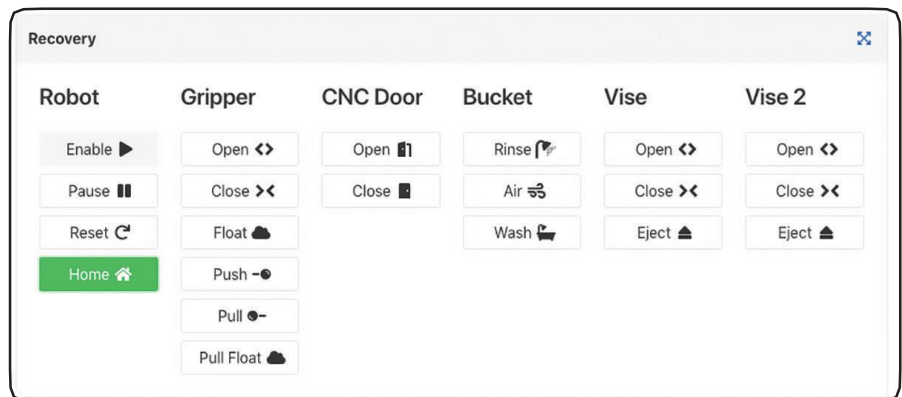 Recovery
Robot Gripper CNC Door Bucket Vise Vise 2
Enable Open Open Rinse Open Open
Pause Close Close Air Close Close
Reset Float Wash Eject Eject
Home Push
Pull
Pull Float